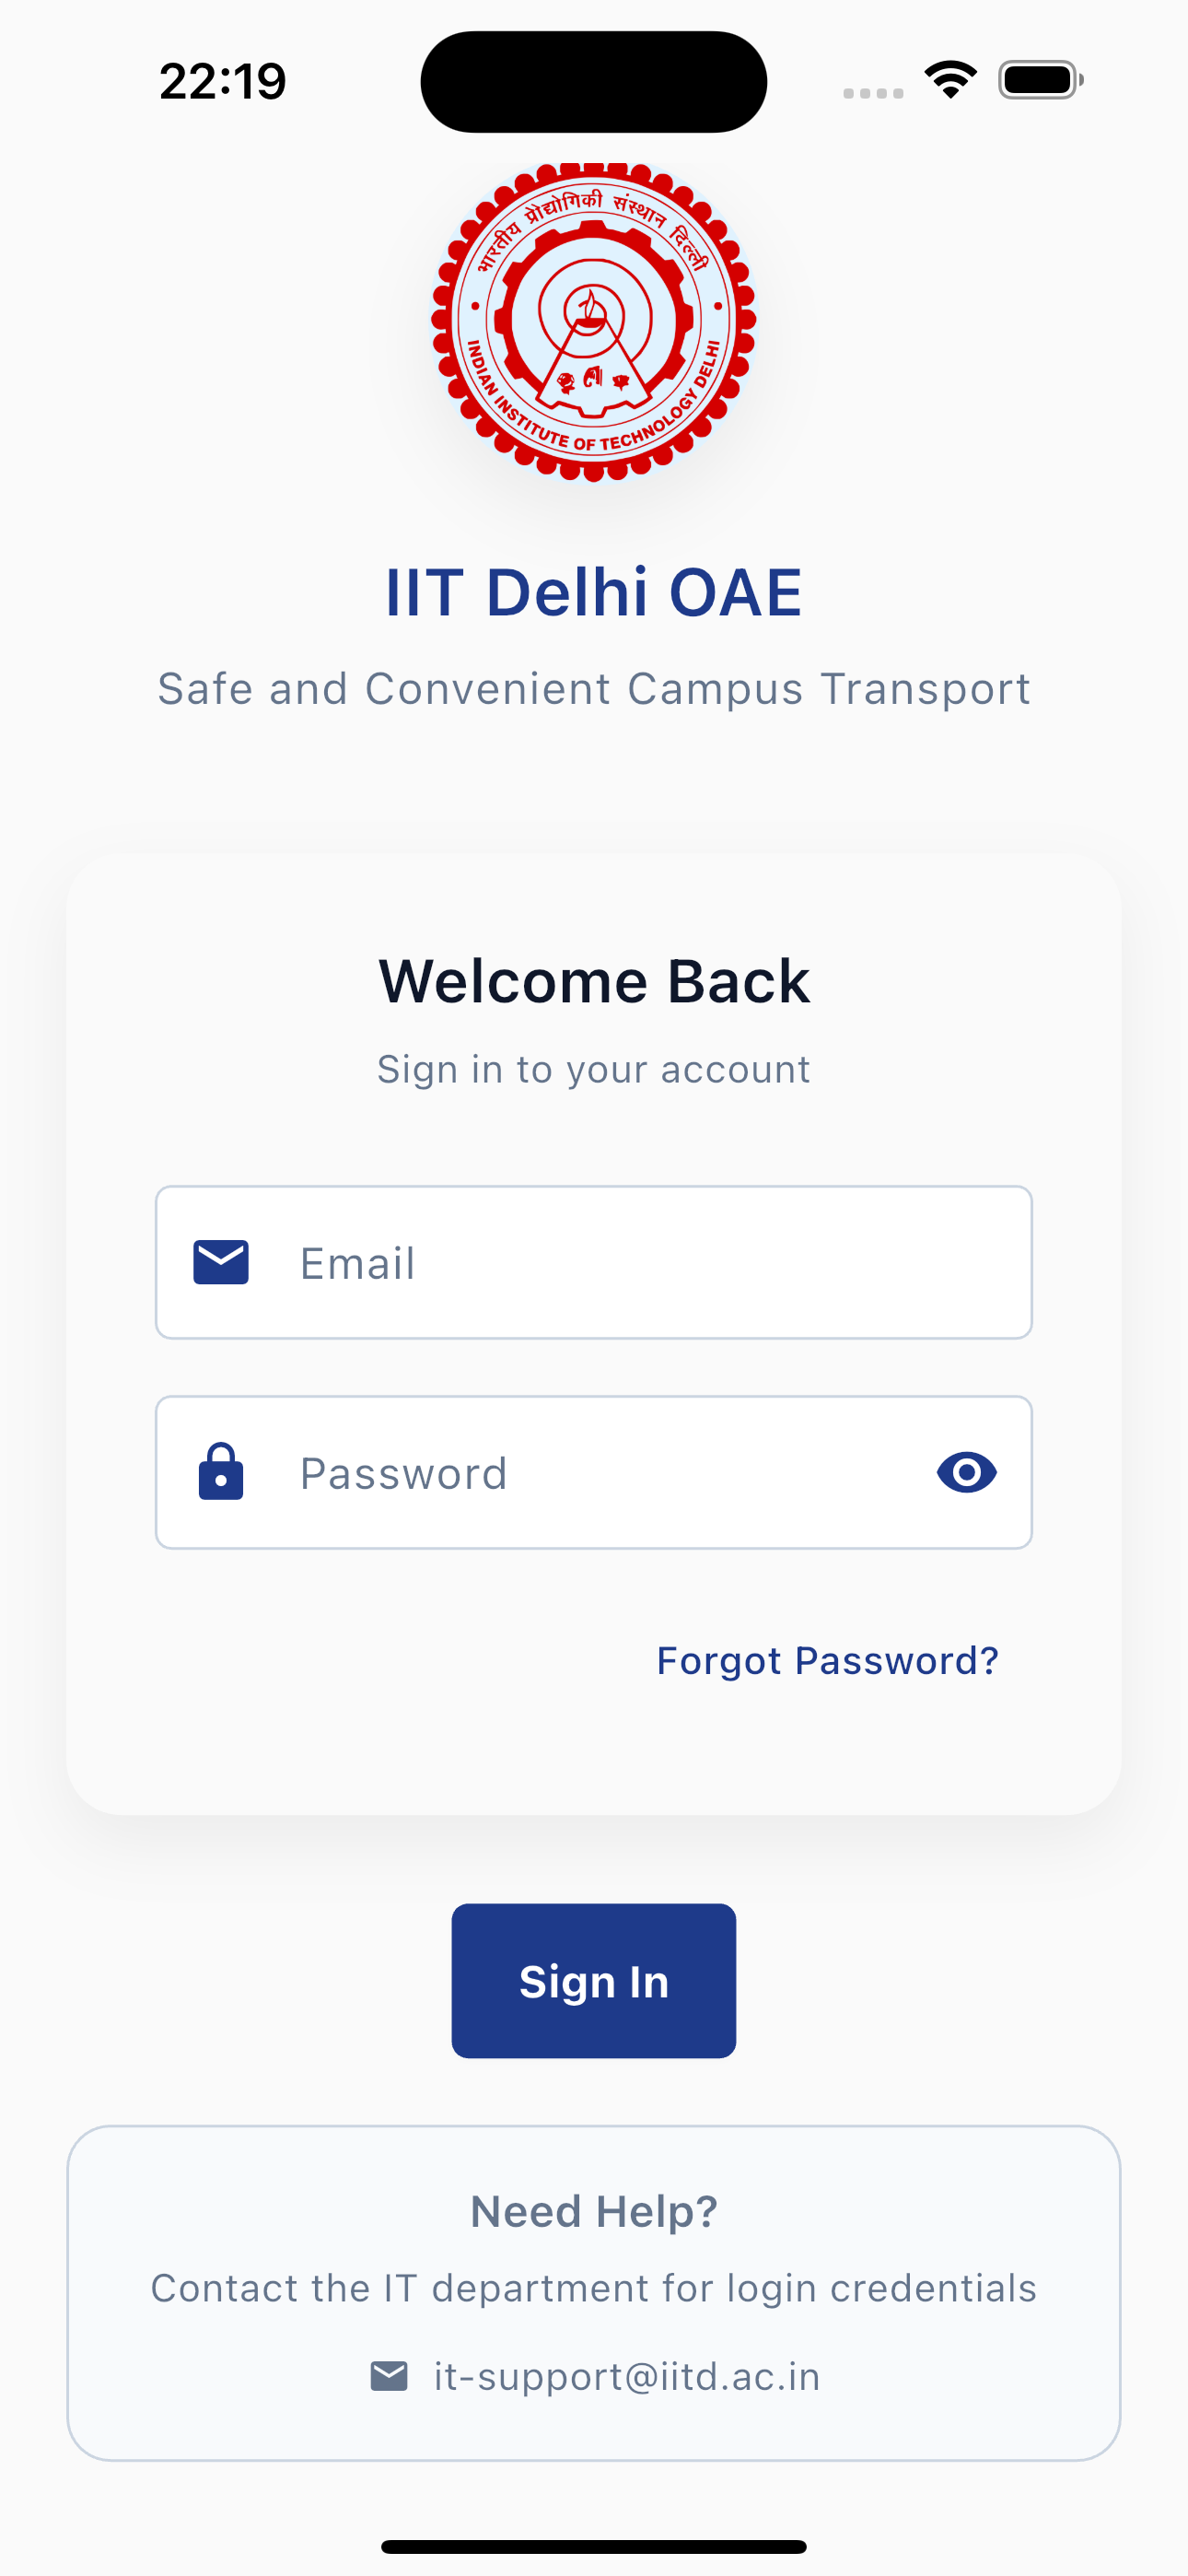 22:19
भारतीय प्रौद्योगिकी संस्थान दिल्ली
INDIAN INSTITUTE OF TECHNOLOGY DELHI
IIT Delhi OAE
Safe and Convenient Campus Transport
Welcome Back
Sign in to your account
Email
Password
Forgot Password?
Sign In
Need Help?
Contact the IT department for login credentials
it-support@iitd.ac.in